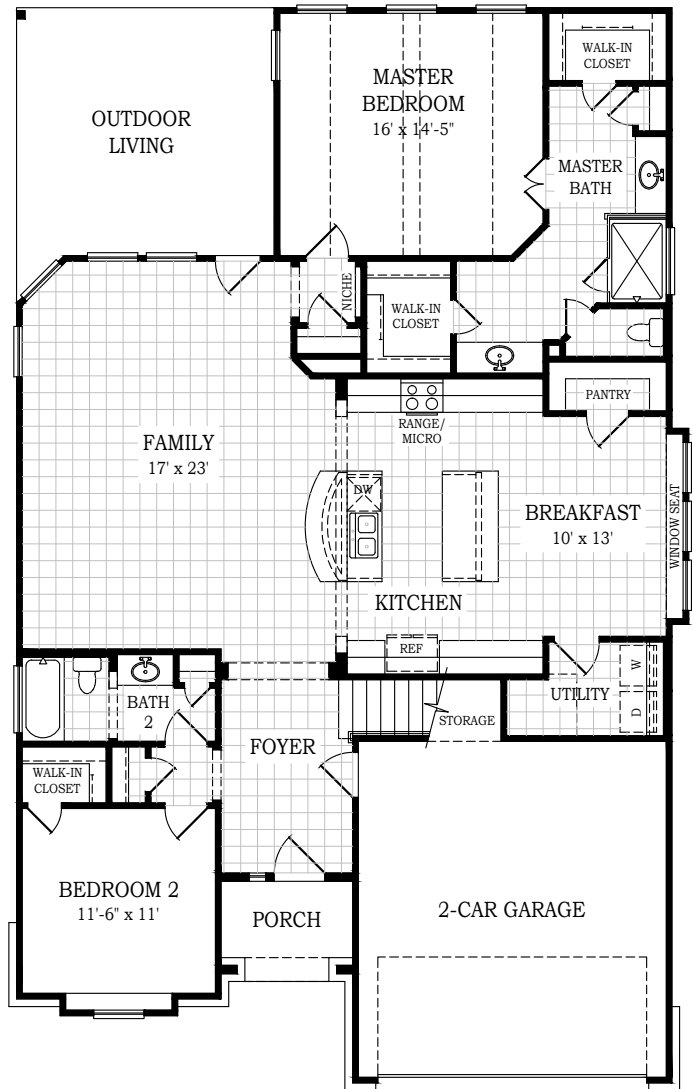 WALK-IN
CLOSET
MASTER
BEDROOM
16' x 14'-5"
OUTDOOR
LIVING
MASTER
BATH
NICHE
WALK-IN
CLOSET
PANTRY
RANGE/
MICRO
FAMILY
17' x 23'
DW
BREAKFAST
10' x 13'
WINDOW SEAT
KITCHEN
REF
W
D
UTILITY
BATH
2
STORAGE
FOYER
WALK-IN
CLOSET
BEDROOM 2
11'-6" x 11'
PORCH
2-CAR GARAGE